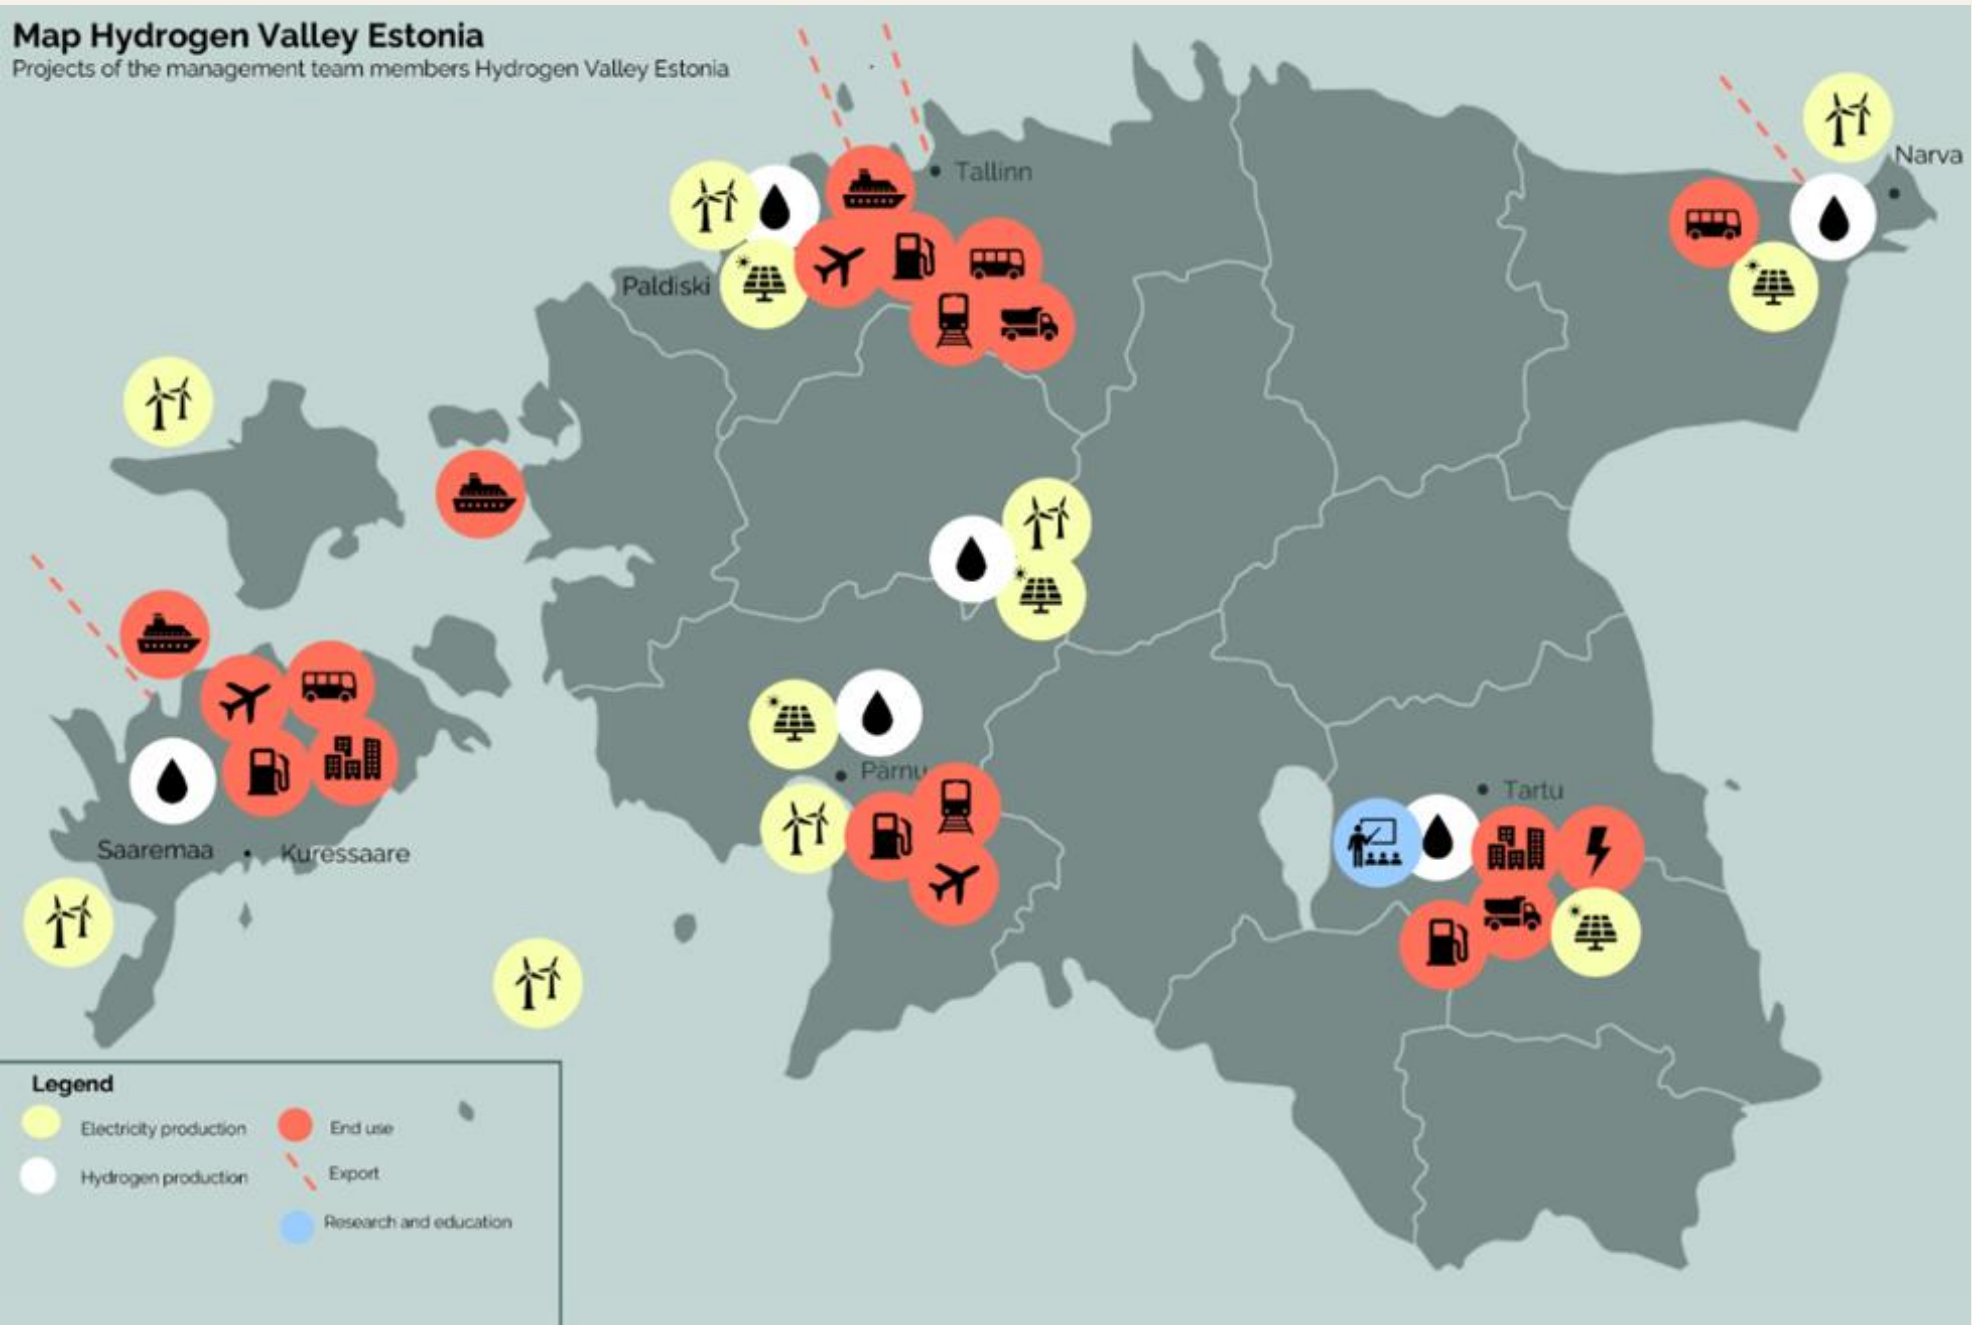 Map Hydrogen Valley Estonia
Projects of the management team members Hydrogen Valley Estonia
Narva
Tallinn
Paldiski
Pärnu
Tartu
Saaremaa
Kuressaare
Legend
Electricity production
End use
Hydrogen production
Export
Research and education